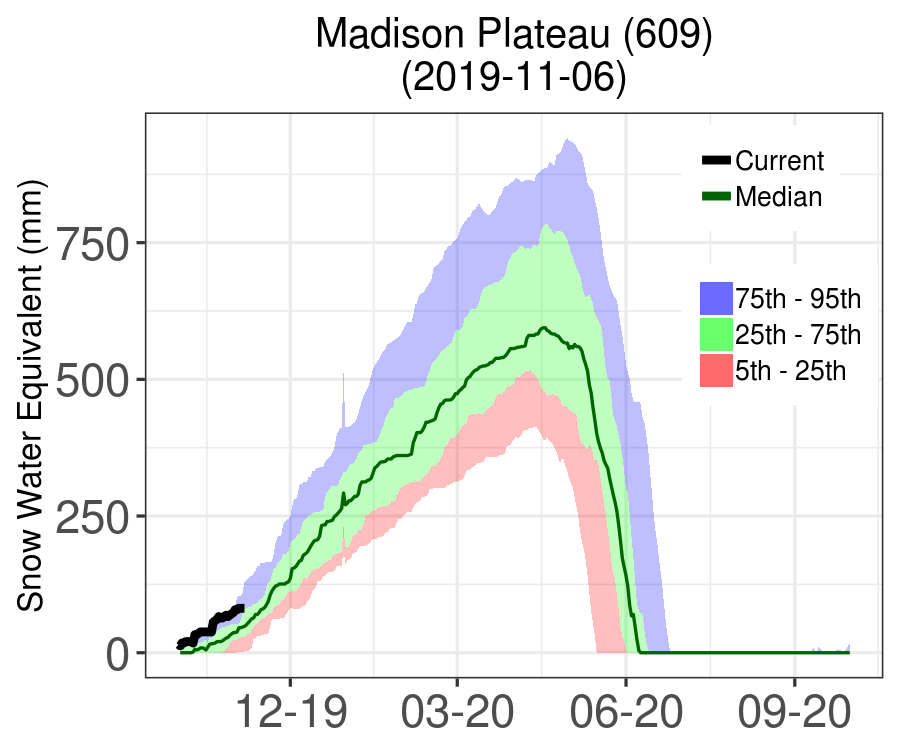 Madison Plateau (609)
(2019-11-06)
Snow Water Equivalent (mm)
750
500
250
0
12-19
03-20
06-20
09-20
Current
Median
75th - 95th
25th - 75th
5th - 25th